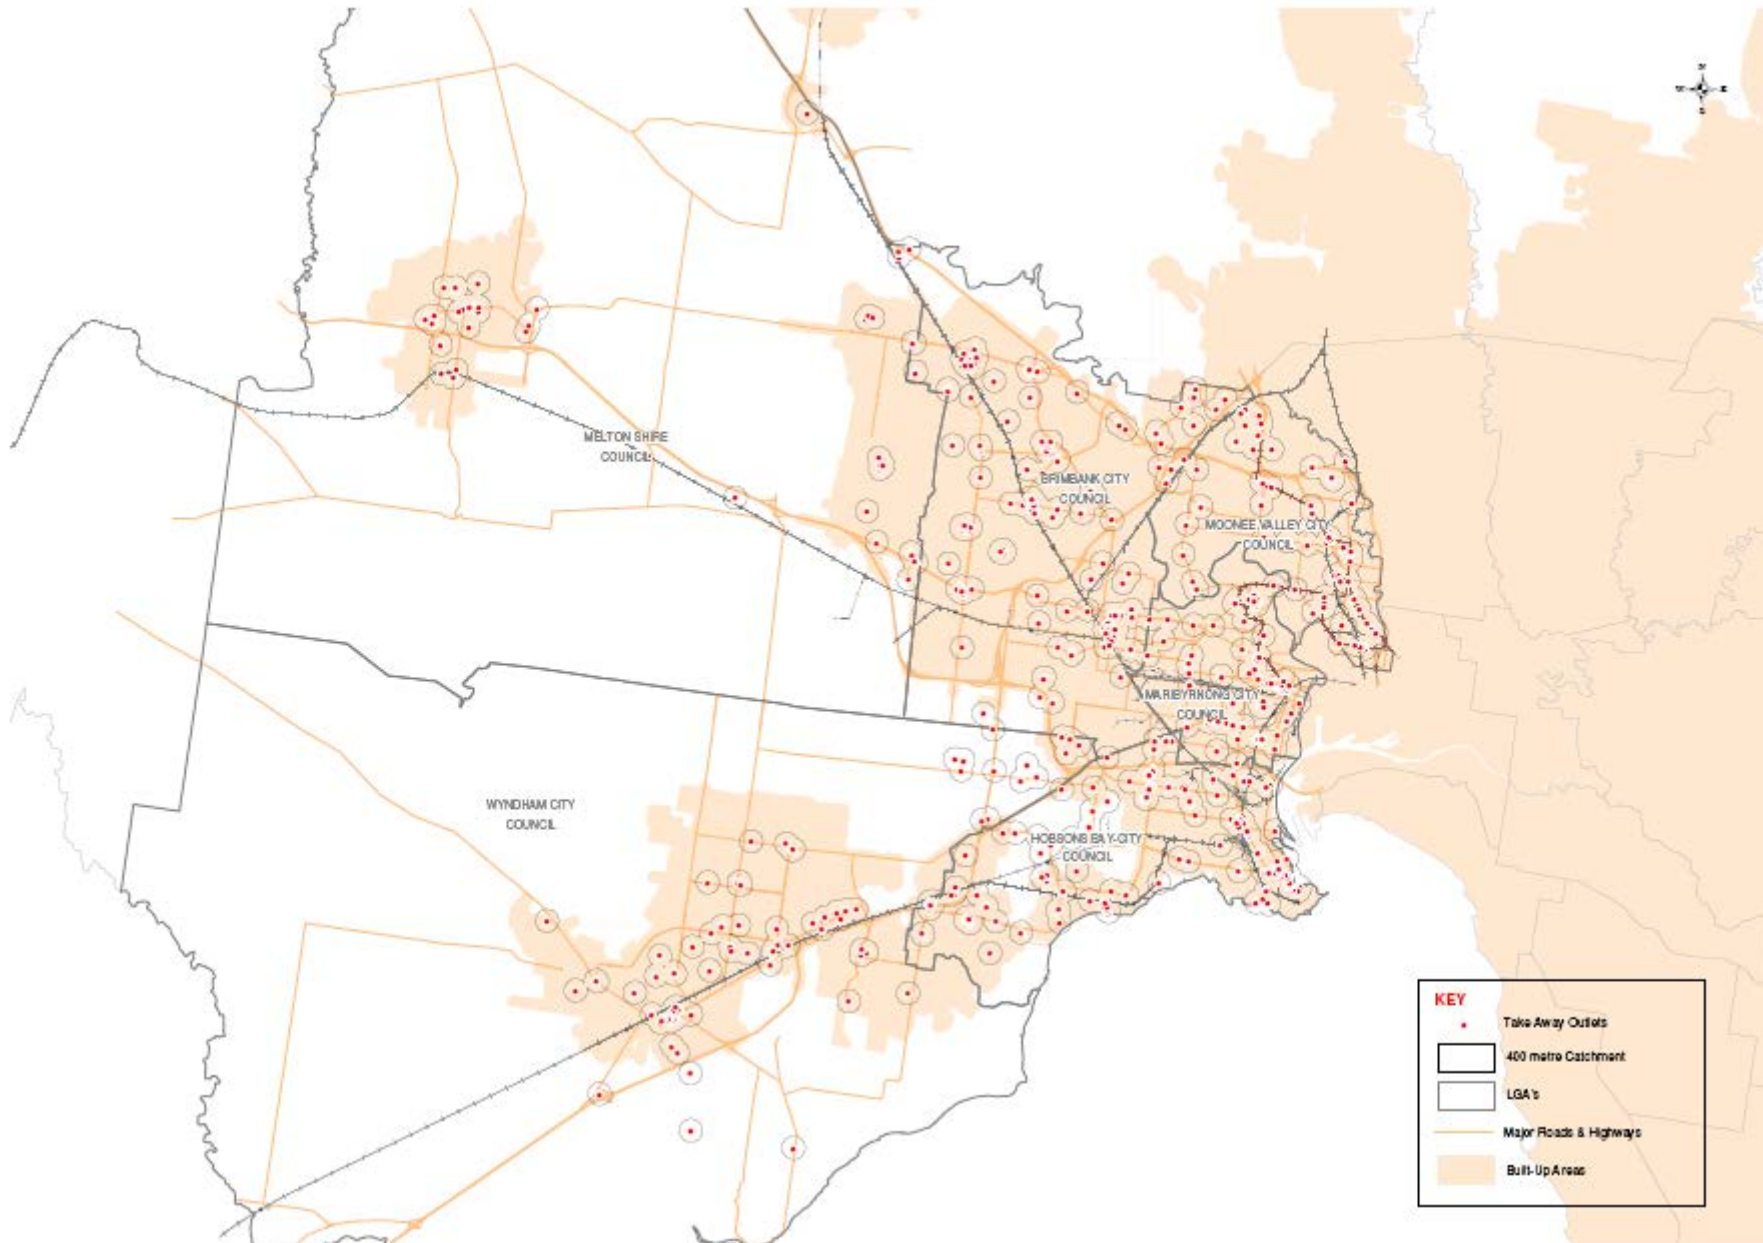 N
W E
S
MELTON SHIRE
COUNCIL
BRIMBANK CITY
COUNCIL
MOONEE VALLEY CITY
COUNCIL
MARIBYRNONG CITY
COUNCIL
WYNDHAM CITY
COUNCIL
HOBSONS BAY CITY
COUNCIL
KEY
Take Away Outlets
400 metre Catchment
LGA's
Major Roads & Highways
Built-Up Areas